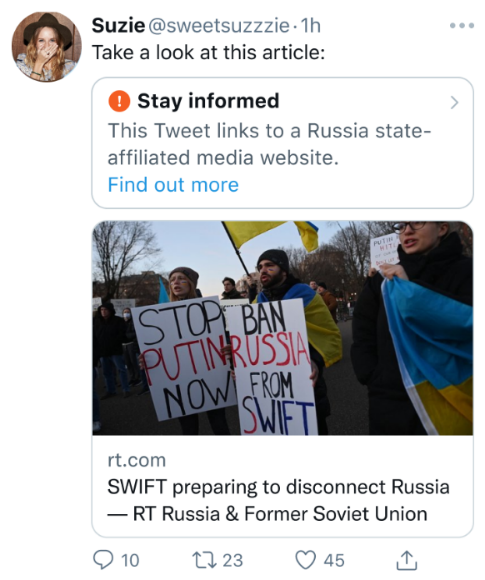 Suzie @sweetsuzzzie · 1h
Take a look at this article:
Stay informed
This Tweet links to a Russia state-
affiliated media website.
Find out more
STOP
PUTIN
NOW
BAN
RUSSIA
FROM
SWIFT
PUTIN
rt.com
SWIFT preparing to disconnect Russia
— RT Russia & Former Soviet Union
10 23 45